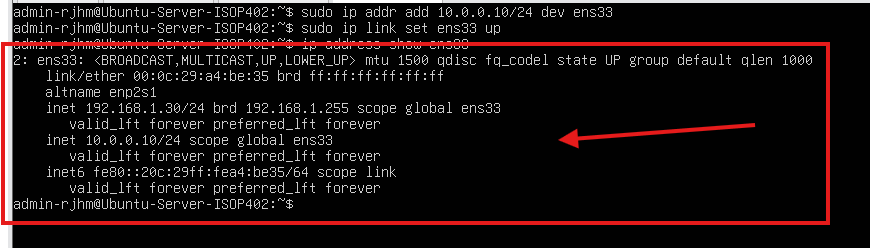 admin-rjhm@Ubuntu-Server-ISOP402:~$ sudo ip addr add 10.0.0.10/24 dev ens33
admin-rjhm@Ubuntu-Server-ISOP402:~$ sudo ip link set ens33 up
admin-rjhm@Ubuntu-Server-ISOP402:~$ ip address show ens33
2: ens33: <BROADCAST,MULTICAST,UP,LOWER_UP> mtu 1500 qdisc fq_codel state UP group default qlen 1000
    link/ether 00:0c:29:a4:be:35 brd ff:ff:ff:ff:ff:ff
    altname enp2s1
    inet 192.168.1.30/24 brd 192.168.1.255 scope global ens33
       valid_lft forever preferred_lft forever
    inet 10.0.0.10/24 scope global ens33
       valid_lft forever preferred_lft forever
    inet6 fe80::20c:29ff:fea4:be35/64 scope link
       valid_lft forever preferred_lft forever
admin-rjhm@Ubuntu-Server-ISOP402:~$